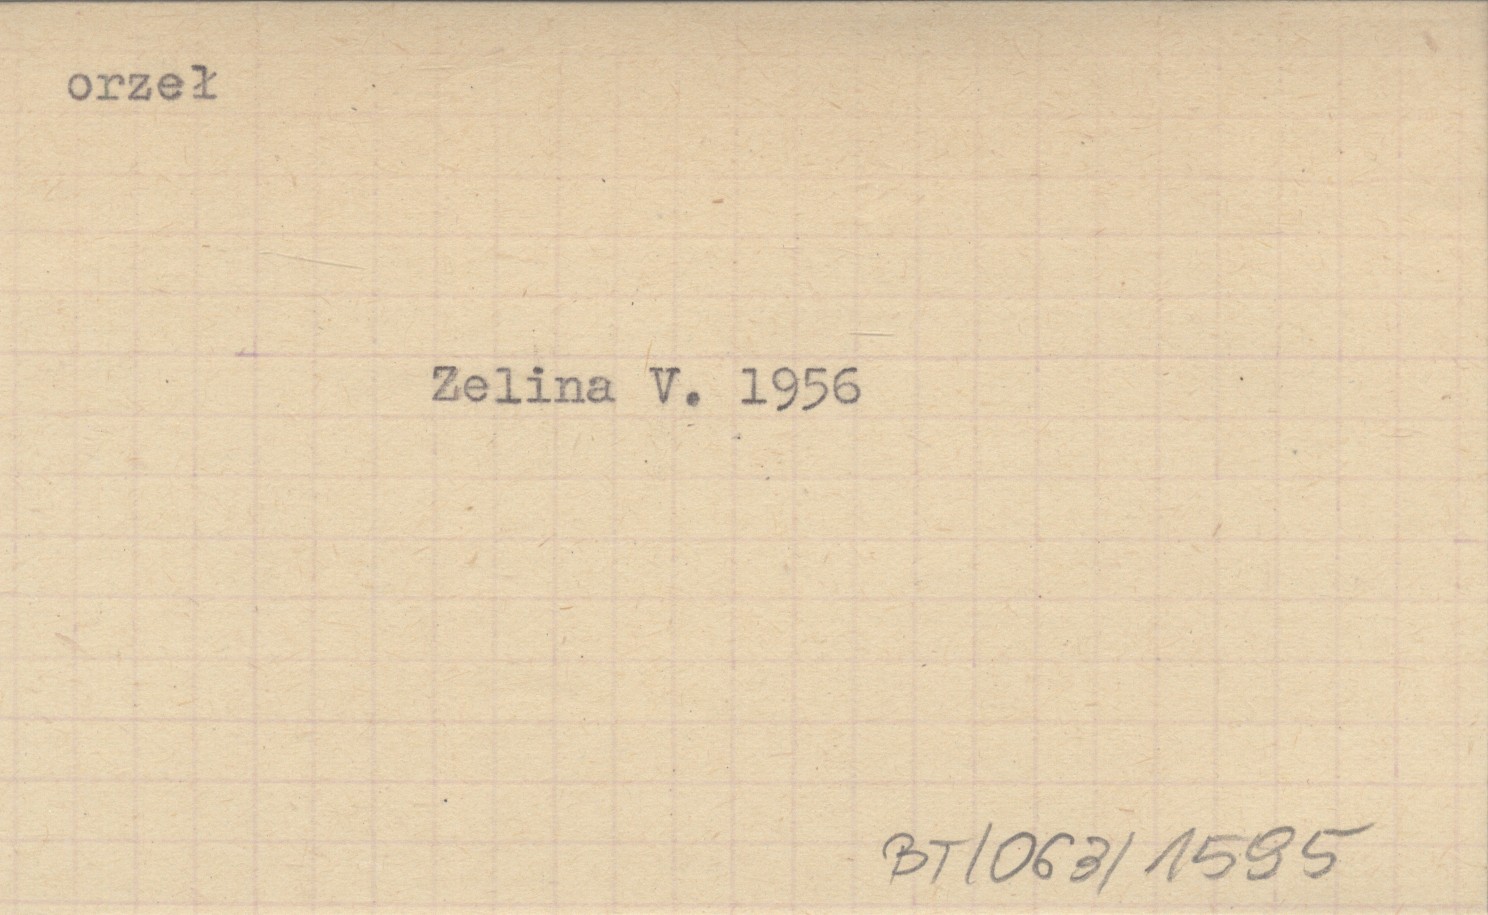 orzeł
Zelina V. 1956
BT/063/1595